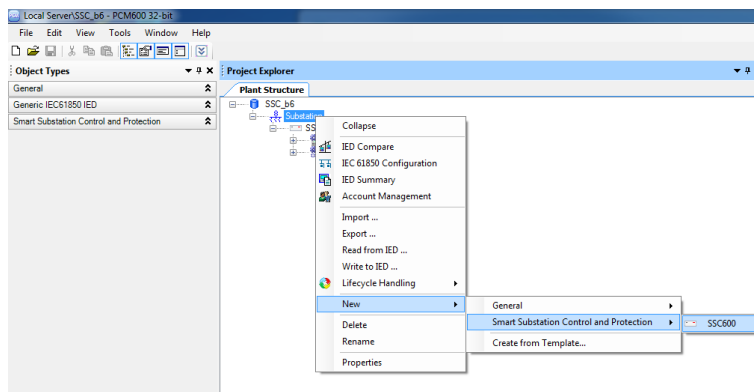 Local Server\SSC_b6 - PCM600 32-bit
File Edit View Tools Window Help
Object Types
General
Generic IEC61850 IED
Smart Substation Control and Protection
Project Explorer
Plant Structure
SSC_b6
Substation
SS
Collapse
IED Compare
IEC 61850 Configuration
IED Summary
Account Management
Import ...
Export ...
Read from IED ...
Write to IED ...
Lifecycle Handling
New
Delete
Rename
Properties
General
Smart Substation Control and Protection
Create from Template...
SSC600